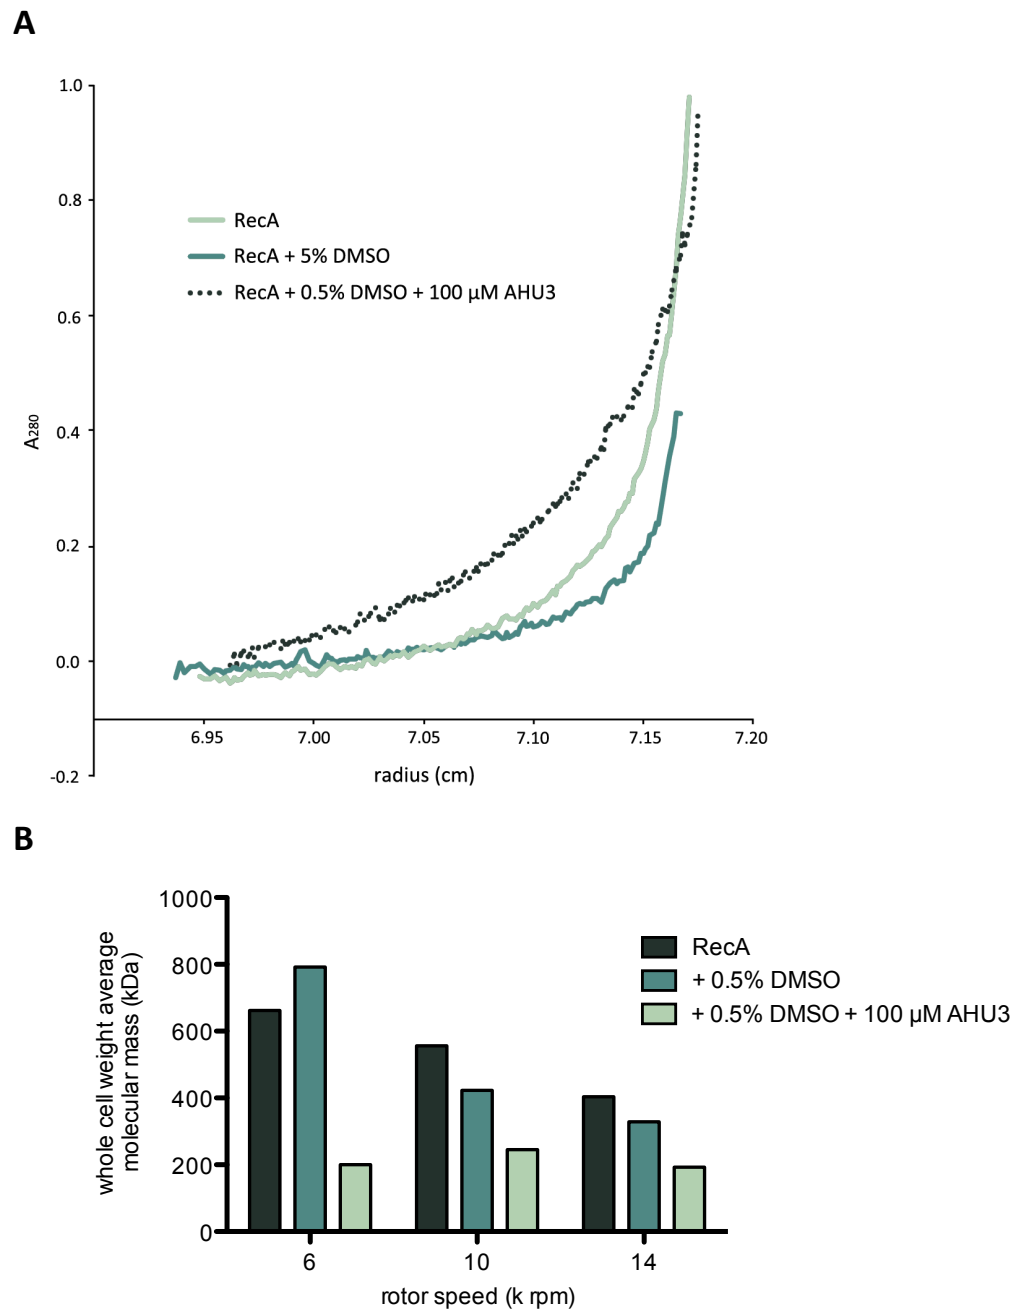 A
1.0
0.8
0.6
0.4
0.2
0.0
-0.2
A280
RecA
RecA + 5% DMSO
RecA + 0.5% DMSO + 100 µM AHU3
6.95 7.00 7.05 7.10 7.15 7.20
radius (cm)
B
1000
800
600
400
200
0
whole cell weight average
molecular mass (kDa)
RecA
+ 0.5% DMSO
+ 0.5% DMSO + 100 µM AHU3
6 10 14
rotor speed (k rpm)